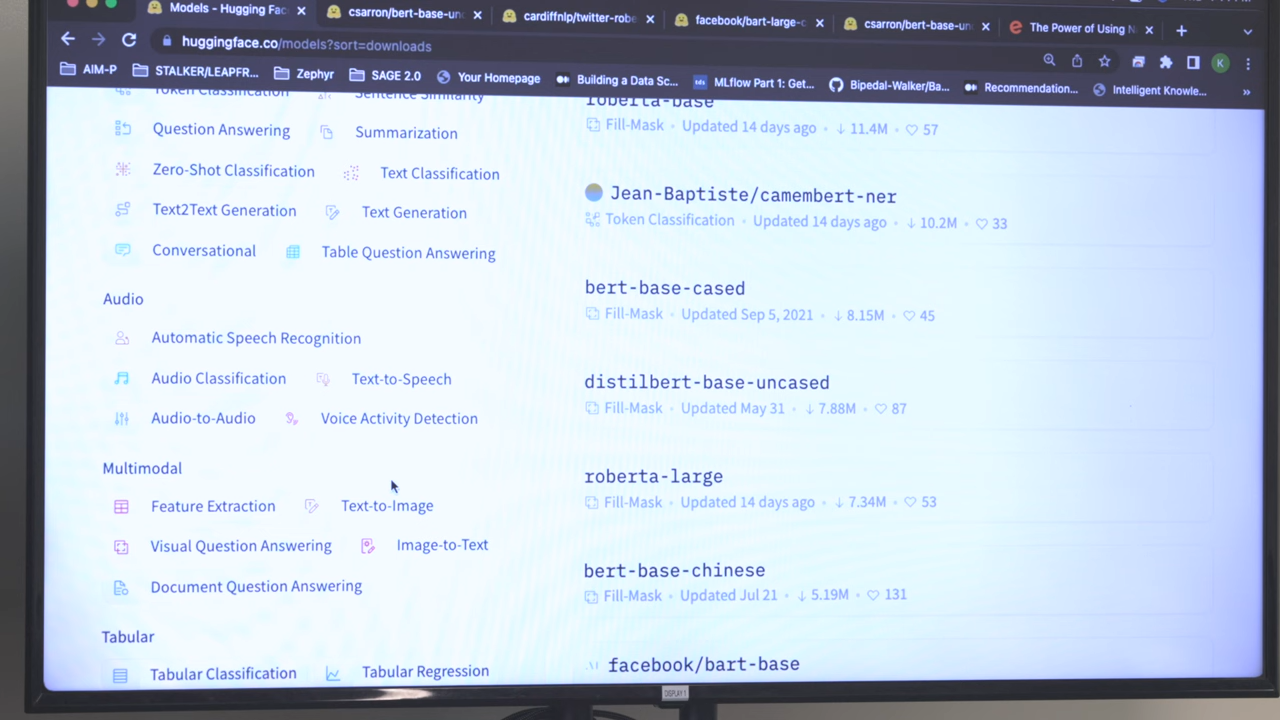 Models - Hugging Fac
csarron/bert-base-un
cardiffnlp/twitter-robe
facebook/bart-large-c
csarron/bert-base-un
The Power of Using N
huggingface.co/models?sort=downloads
K
AIM-P
STALKER/LEAPFR...
Zephyr
SAGE 2.0
Your Homepage
Building a Data Sc...
MLflow Part 1: Get...
Bipedal-Walker/Ba...
Recommendation...
Intelligent Knowle...
»
Token Classification
Sentence Similarity
Question Answering
Summarization
Zero-Shot Classification
Text Classification
Text2Text Generation
Text Generation
Conversational
Table Question Answering
Audio
Automatic Speech Recognition
Audio Classification
Text-to-Speech
Audio-to-Audio
Voice Activity Detection
Multimodal
Feature Extraction
Text-to-Image
Visual Question Answering
Image-to-Text
Document Question Answering
Tabular
Tabular Classification
Tabular Regression
roberta-base
Fill-Mask • Updated 14 days ago • ↓ 11.4M • ♡ 57
Jean-Baptiste/camembert-ner
Token Classification • Updated 14 days ago • ↓ 10.2M • ♡ 33
bert-base-cased
Fill-Mask • Updated Sep 5, 2021 • ↓ 8.15M • ♡ 45
distilbert-base-uncased
Fill-Mask • Updated May 31 • ↓ 7.88M • ♡ 87
roberta-large
Fill-Mask • Updated 14 days ago • ↓ 7.34M • ♡ 53
bert-base-chinese
Fill-Mask • Updated Jul 21 • ↓ 5.19M • ♡ 131
facebook/bart-base
DISPLAY 1